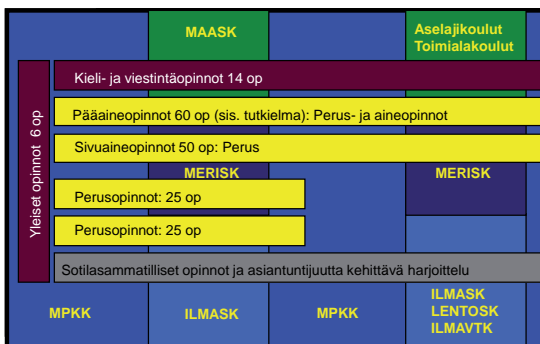 MAASK
Aselajikoulut
Toimialakoulut
Yleiset opinnot 6 op
Kieli- ja viestintäopinnot 14 op
Pääaineopinnot 60 op (sis. tutkielma): Perus- ja aineopinnot
Sivuaineopinnot 50 op: Perus
MERISK
MERISK
Perusopinnot: 25 op
Perusopinnot: 25 op
Sotilasammatilliset opinnot ja asiantuntijuutta kehittävä harjoittelu
MPKK
ILMASK
MPKK
ILMASK
LENTOSK
ILMAVTK